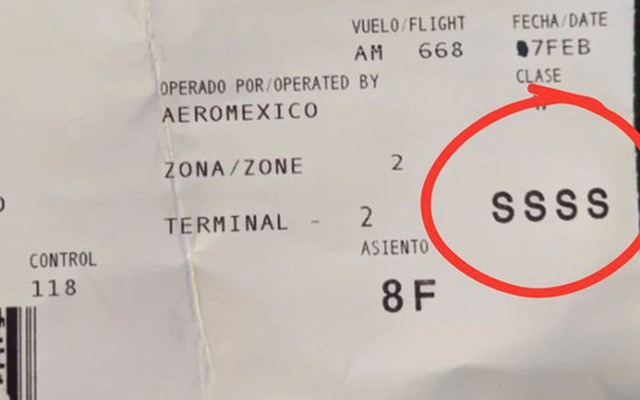 VUELO/FLIGHT FECHA/DATE
AM 668 7FEB
OPERADO POR/OPERATED BY CLASE
AEROMEXICO
ZONA/ZONE 2
SSSS
TERMINAL - 2
CONTROL ASIENTO
118 8F